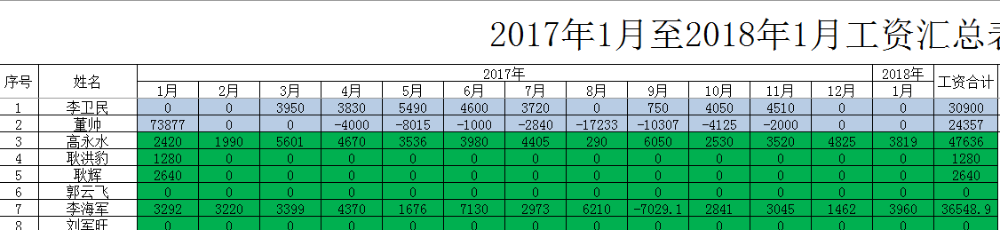 2017年1月至2018年1月工资汇总
序号 姓名 2017年 2018年 工资合计
1月 2月 3月 4月 5月 6月 7月 8月 9月 10月 11月 12月 1月
1 李卫民 0 0 3950 3830 5490 4600 3720 0 750 4050 4510 0 0 30900
2 董帅 73877 0 0 -4000 -8015 -1000 -2840 -17233 -10307 -4125 -2000 0 0 24357
3 高永水 2420 1990 5601 4670 3536 3980 4405 290 6050 2530 3520 4825 3819 47636
4 耿洪豹 1280 0 0 0 0 0 0 0 0 0 0 0 0 1280
5 耿辉 2640 0 0 0 0 0 0 0 0 0 0 0 0 2640
6 郭云飞 0 0 0 0 0 0 0 0 0 0 0 0 0 0
7 李海军 3292 3220 3399 4370 1676 7130 2973 6210 -7029.1 2841 3045 1462 3960 36548.9
8 刘军旺 0 0 0 0 0 0 0 0 0 0 0 0 0 0